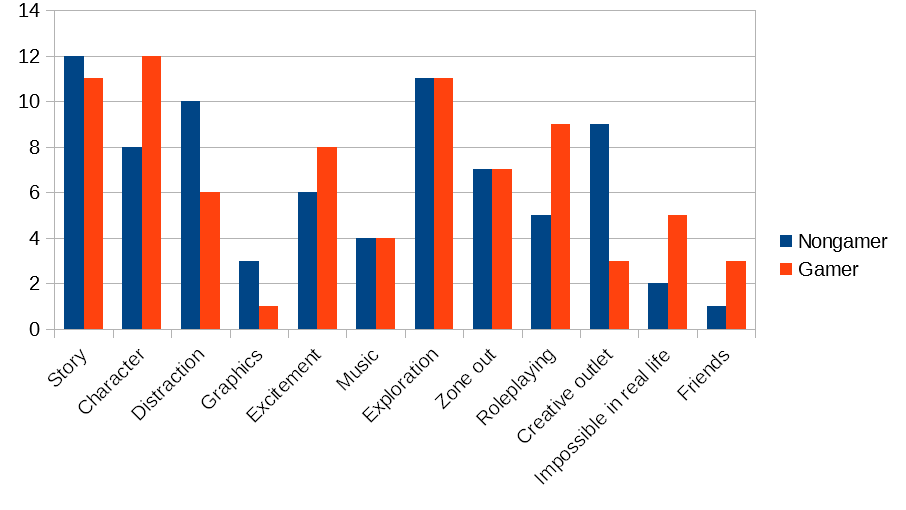 14
12
10
8
6
4
2
0
Story
Character
Distraction
Graphics
Excitement
Music
Exploration
Zone out
Roleplaying
Creative outlet
Impossible in real life
Friends
Nongamer
Gamer